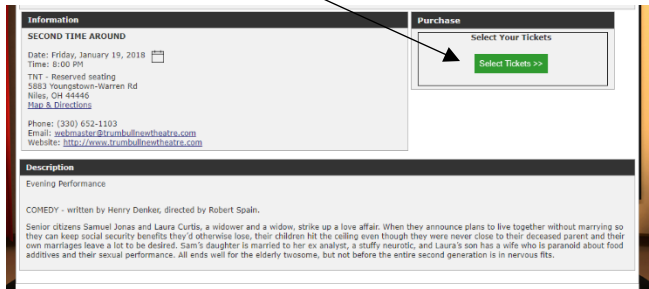 Information
SECOND TIME AROUND
Date: Friday, January 19, 2018
Time: 8:00 PM
TNT - Reserved seating
5883 Youngstown-Warren Rd
Niles, OH 44446
Map & Directions
Phone: (330) 652-1103
Email: webmaster@trumbullnewtheatre.com
Website: http://www.trumbullnewtheatre.com
Purchase
Select Your Tickets
Select Tickets >>
Description
Evening Performance
COMEDY - written by Henry Denker, directed by Robert Spain.
Senior citizens Samuel Jonas and Laura Curtis, a widower and a widow, strike up a love affair. When they announce plans to live together without marrying so
they can keep social security benefits they'd otherwise lose, their children hit the ceiling even though they were never close to their deceased parent and their
own marriages leave a lot to be desired. Sam's daughter is married to her ex analyst, a stuffy neurotic, and Laura's son has a wife who is paranoid about food
additives and their sexual performance. All ends well for the elderly twosome, but not before the entire second generation is in nervous fits.